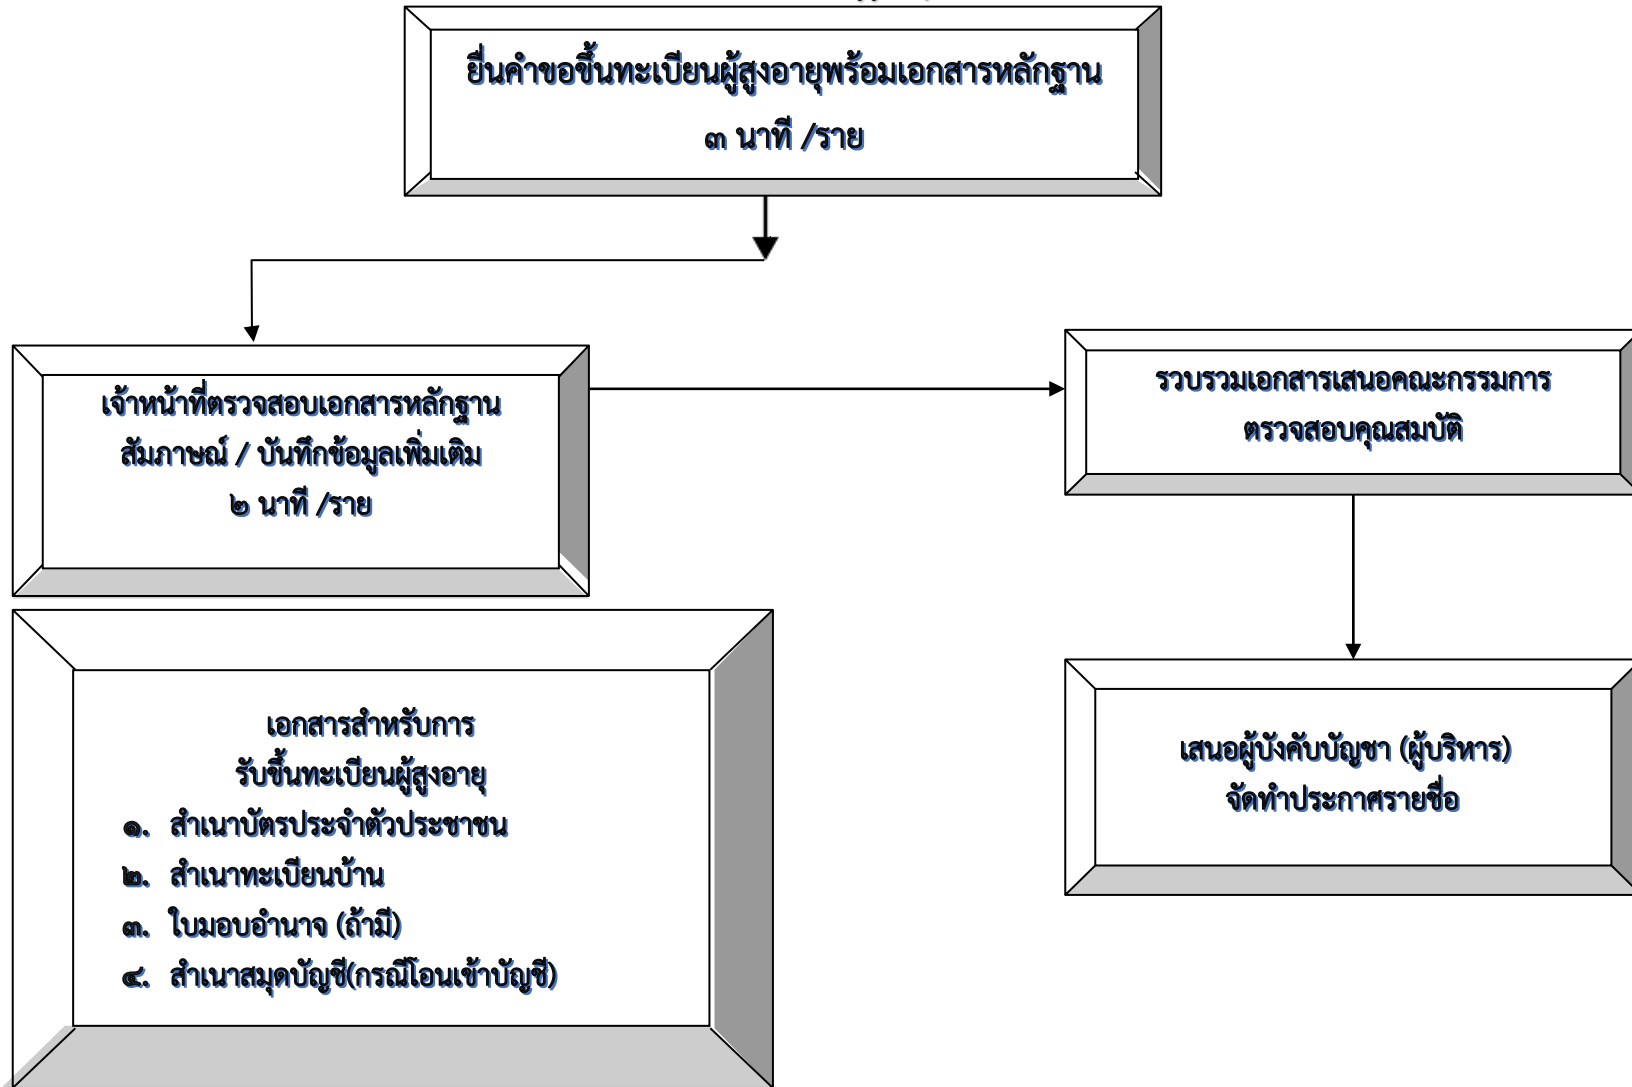 ยื่นคำขอขึ้นทะเบียนผู้สูงอายุพร้อมเอกสารหลักฐาน
๓ นาที /ราย
เจ้าหน้าที่ตรวจสอบเอกสารหลักฐาน
สัมภาษณ์ / บันทึกข้อมูลเพิ่มเติม
๒ นาที /ราย
รวบรวมเอกสารเสนอคณะกรรมการ
ตรวจสอบคุณสมบัติ
เสนอผู้บังคับบัญชา (ผู้บริหาร)
จัดทำประกาศรายชื่อ
เอกสารสำหรับการ
รับขึ้นทะเบียนผู้สูงอายุ
๑. สำเนาบัตรประจำตัวประชาชน
๒. สำเนาทะเบียนบ้าน
๓. ใบมอบอำนาจ (ถ้ามี)
๔. สำเนาสมุดบัญชี(กรณีโอนเข้าบัญชี)